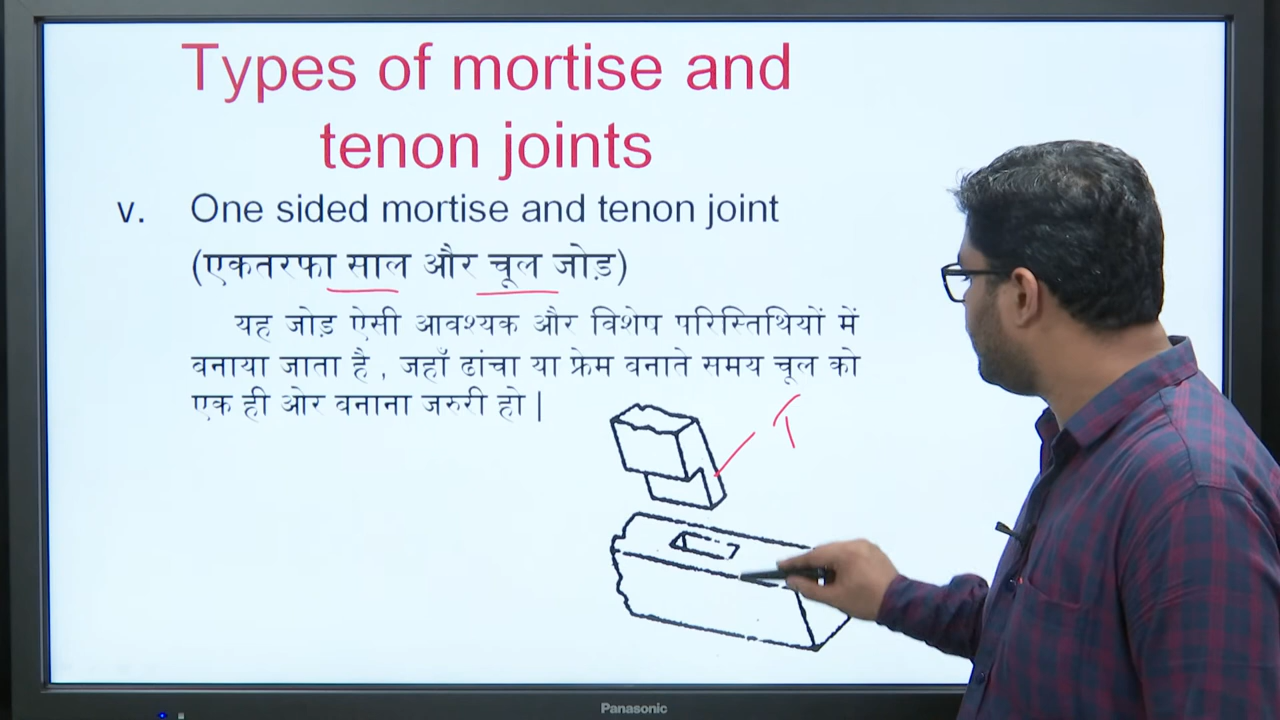 Types of mortise and
tenon joints
v. One sided mortise and tenon joint
(एकतरफा साल और चूल जोड़)
यह जोड़ ऐसी आवश्यक और विशेष परिस्तिथियों में
बनाया जाता है , जहाँ ढांचा या फ्रेम बनाते समय चूल को
एक ही ओर बनाना जरुरी हो |
T
Panasonic